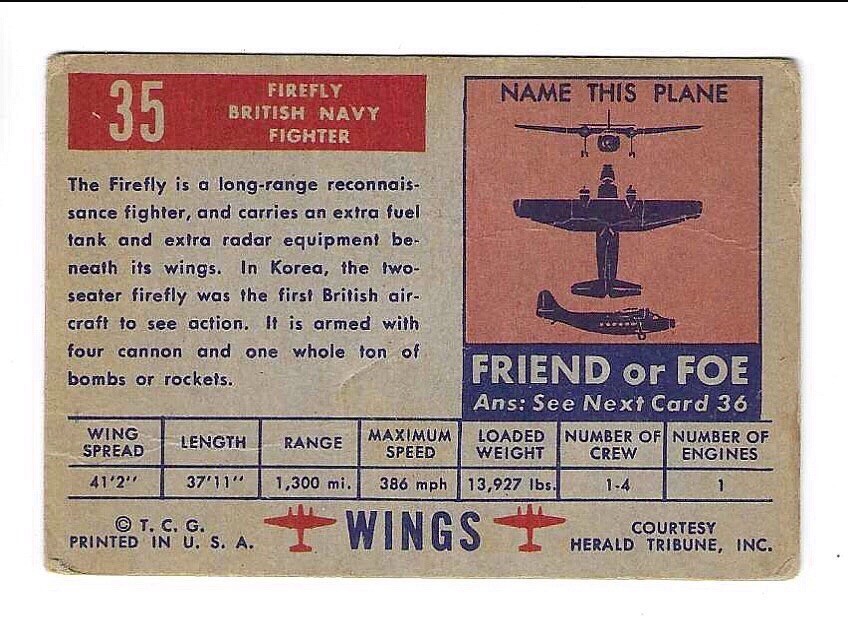 35
FIREFLY
BRITISH NAVY
FIGHTER
The Firefly is a long-range reconnais-
sance fighter, and carries an extra fuel
tank and extra radar equipment be-
neath its wings. In Korea, the two-
seater firefly was the first British air-
craft to see action. It is armed with
four cannon and one whole ton of
bombs or rockets.
NAME THIS PLANE
FRIEND or FOE
Ans: See Next Card 36
WING SPREAD LENGTH RANGE MAXIMUM SPEED LOADED WEIGHT NUMBER OF CREW NUMBER OF ENGINES
41'2" 37'11" 1,300 mi. 386 mph 13,927 lbs. 1-4 1
© T. C. G.
PRINTED IN U. S. A.
WINGS
COURTESY
HERALD TRIBUNE, INC.